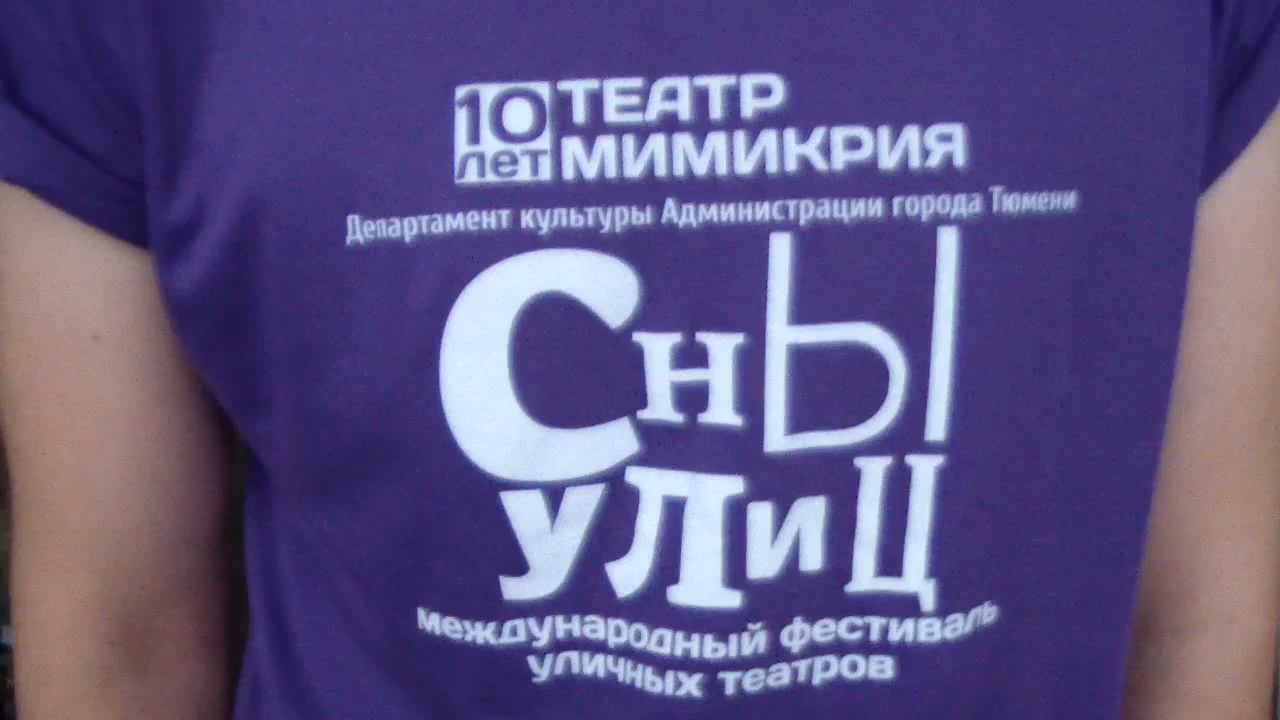 10 ТЕАТР
лет МИМИКРИЯ
Департамент культуры Администрации города Тюмени
Сны
улиц
международный фестиваль
уличных театров